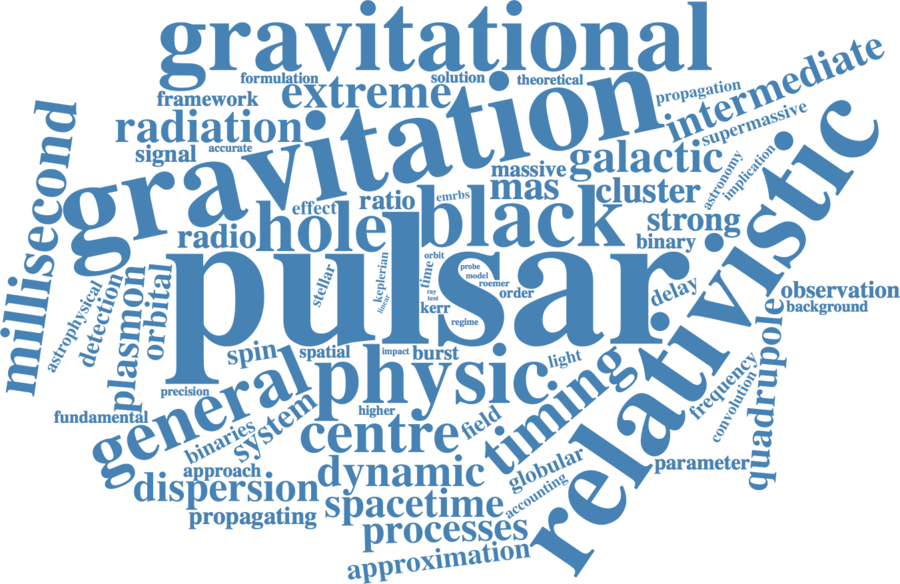 gravitational
formulation
solution
theoretical
framework
extreme
propagation
intermediate
radiation
gravitation
supermassive
signal
accurate
massive
galactic
astronomy
implication
millisecond
effect
ratio
emrbs
mas
cluster
relativistic
radio
hole
black
strong
binary
pulsar
astrophysical
detection
plasmon
orbital
stellar
keplerian
linear
time
orbit
ray
test
kerr
probe
model
roemer
order
regime
delay
observation
background
quadrupole
spin
spatial
impact
burst
light
precision
general
physic
timing
frequency
convolution
fundamental
binaries
system
higher
centre
field
approach
dispersion
dynamic
globular
parameter
propagating
spacetime
accounting
processes
approximation